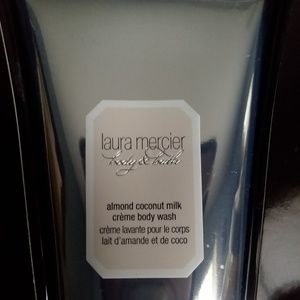 laura mercier
body & bath
almond coconut milk
crème body wash
crème lavante pour le corps
lait d'amande et de coco